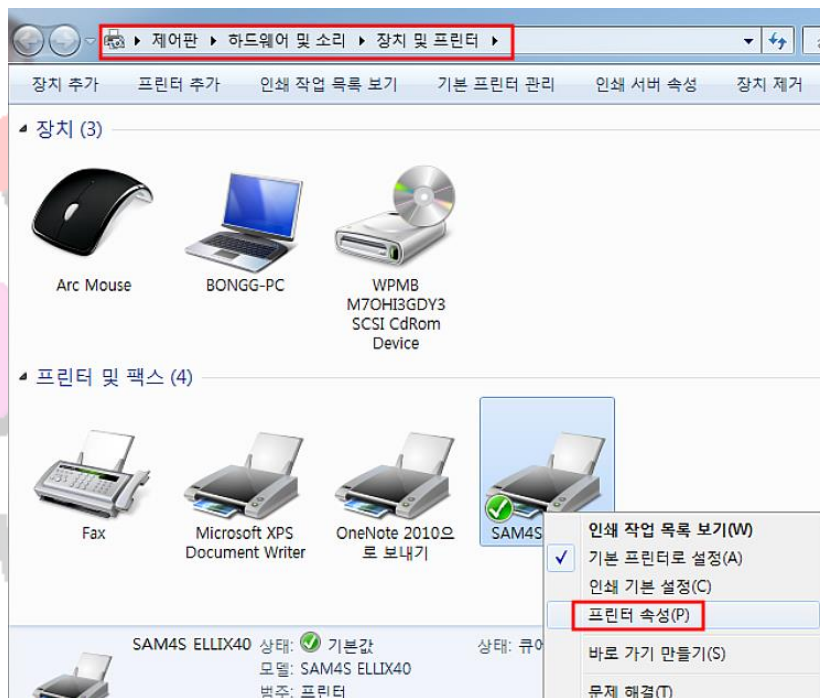 제어판 ▶ 하드웨어 및 소리 ▶ 장치 및 프린터 ▶
장치 추가 프린터 추가 인쇄 작업 목록 보기 기본 프린터 관리 인쇄 서버 속성 장치 제거
장치 (3)
Arc Mouse
BONGG-PC
WPMB
M7OHI3GDY3
SCSI CdRom
Device
프린터 및 팩스 (4)
Fax
Microsoft XPS
Document Writer
OneNote 2010으
로 보내기
SAM4S
인쇄 작업 목록 보기(W)
기본 프린터로 설정(A)
인쇄 기본 설정(C)
프린터 속성(P)
바로 가기 만들기(S)
문제 해결(T)
SAM4S ELLIX40 상태: 기본값 상태:
모델: SAM4S ELLIX40
범주: 프린터